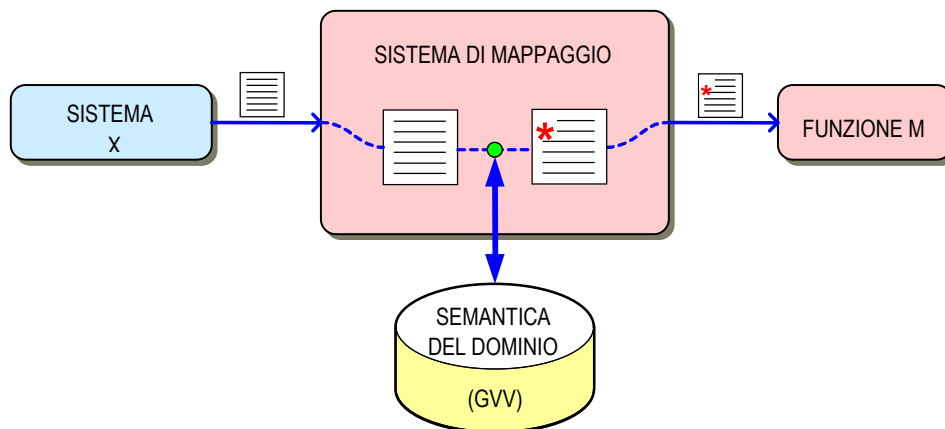 SISTEMA DI MAPPAGGIO
SISTEMA
X
*
*
FUNZIONE M
SEMANTICA
DEL DOMINIO
(GVV)